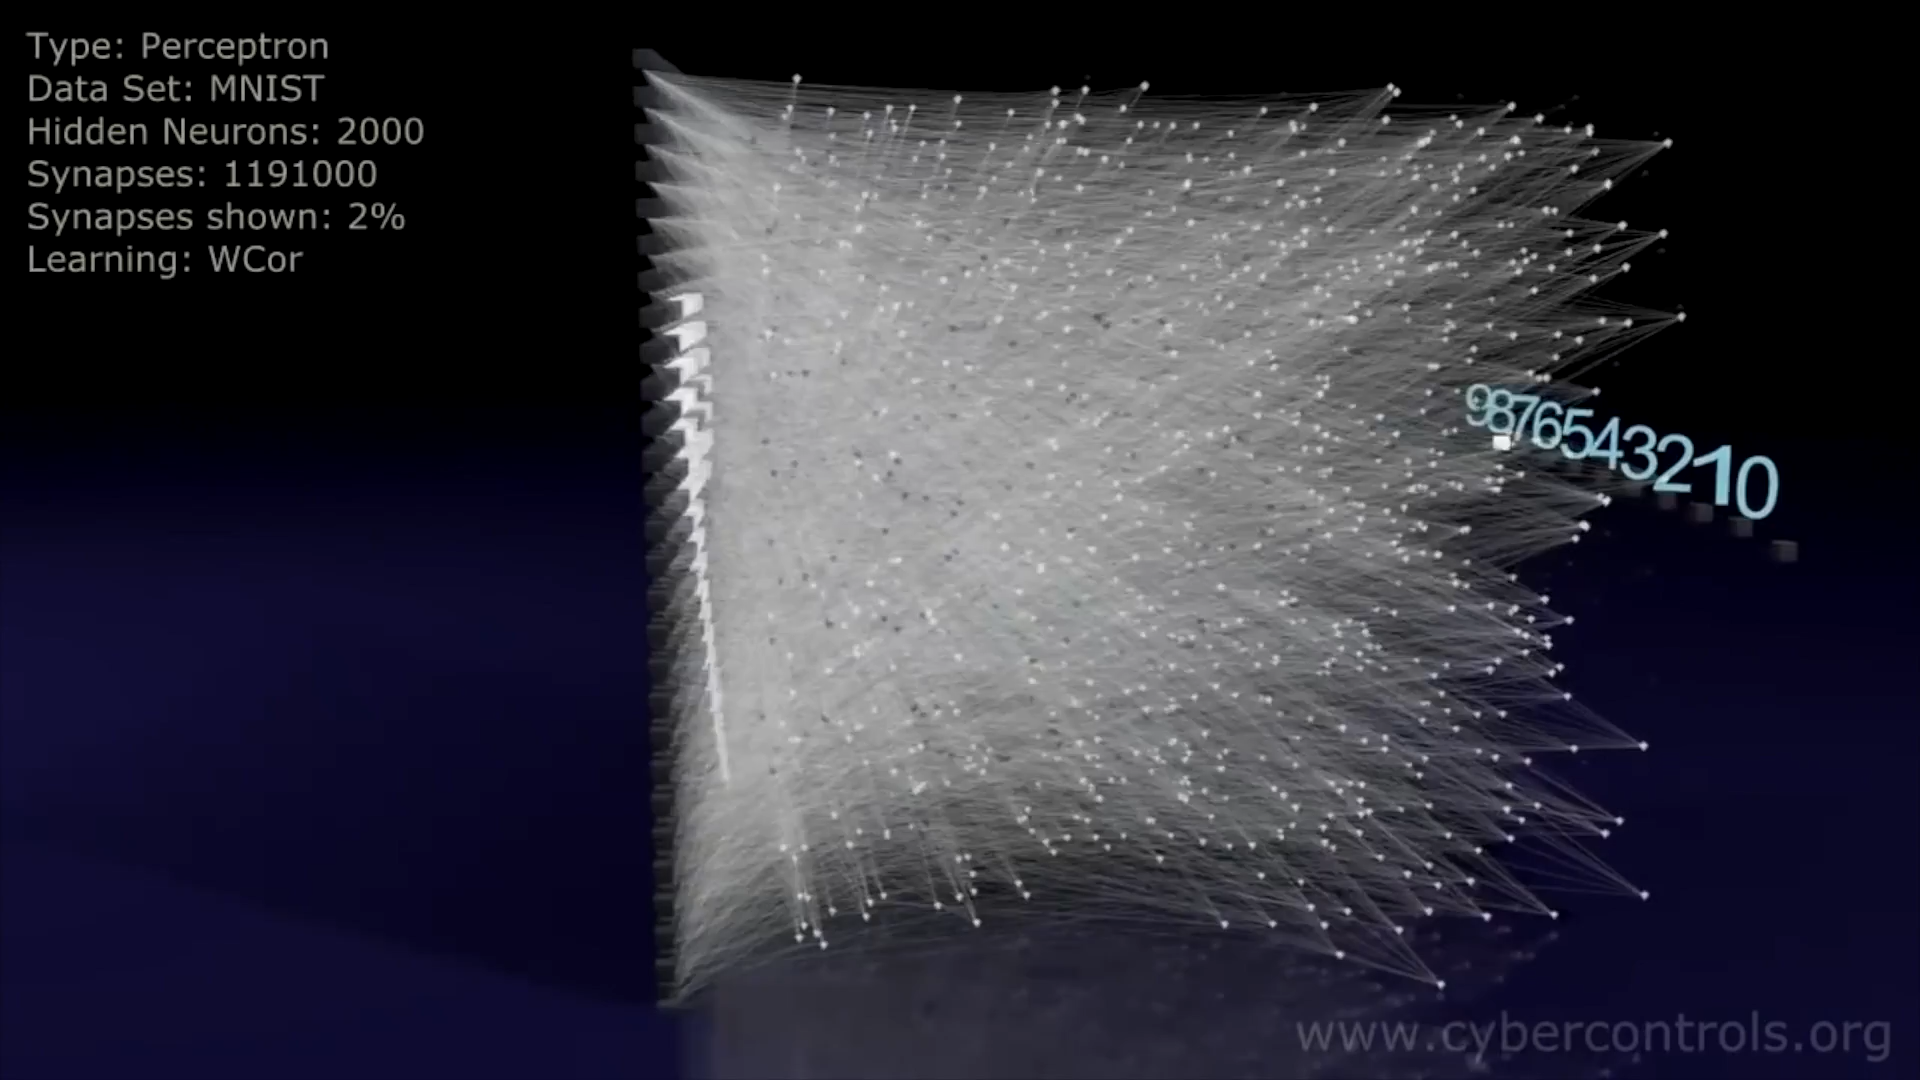 Type: Perceptron
Data Set: MNIST
Hidden Neurons: 2000
Synapses: 1191000
Synapses shown: 2%
Learning: WCor
9876543210
www.cybercontrols.org